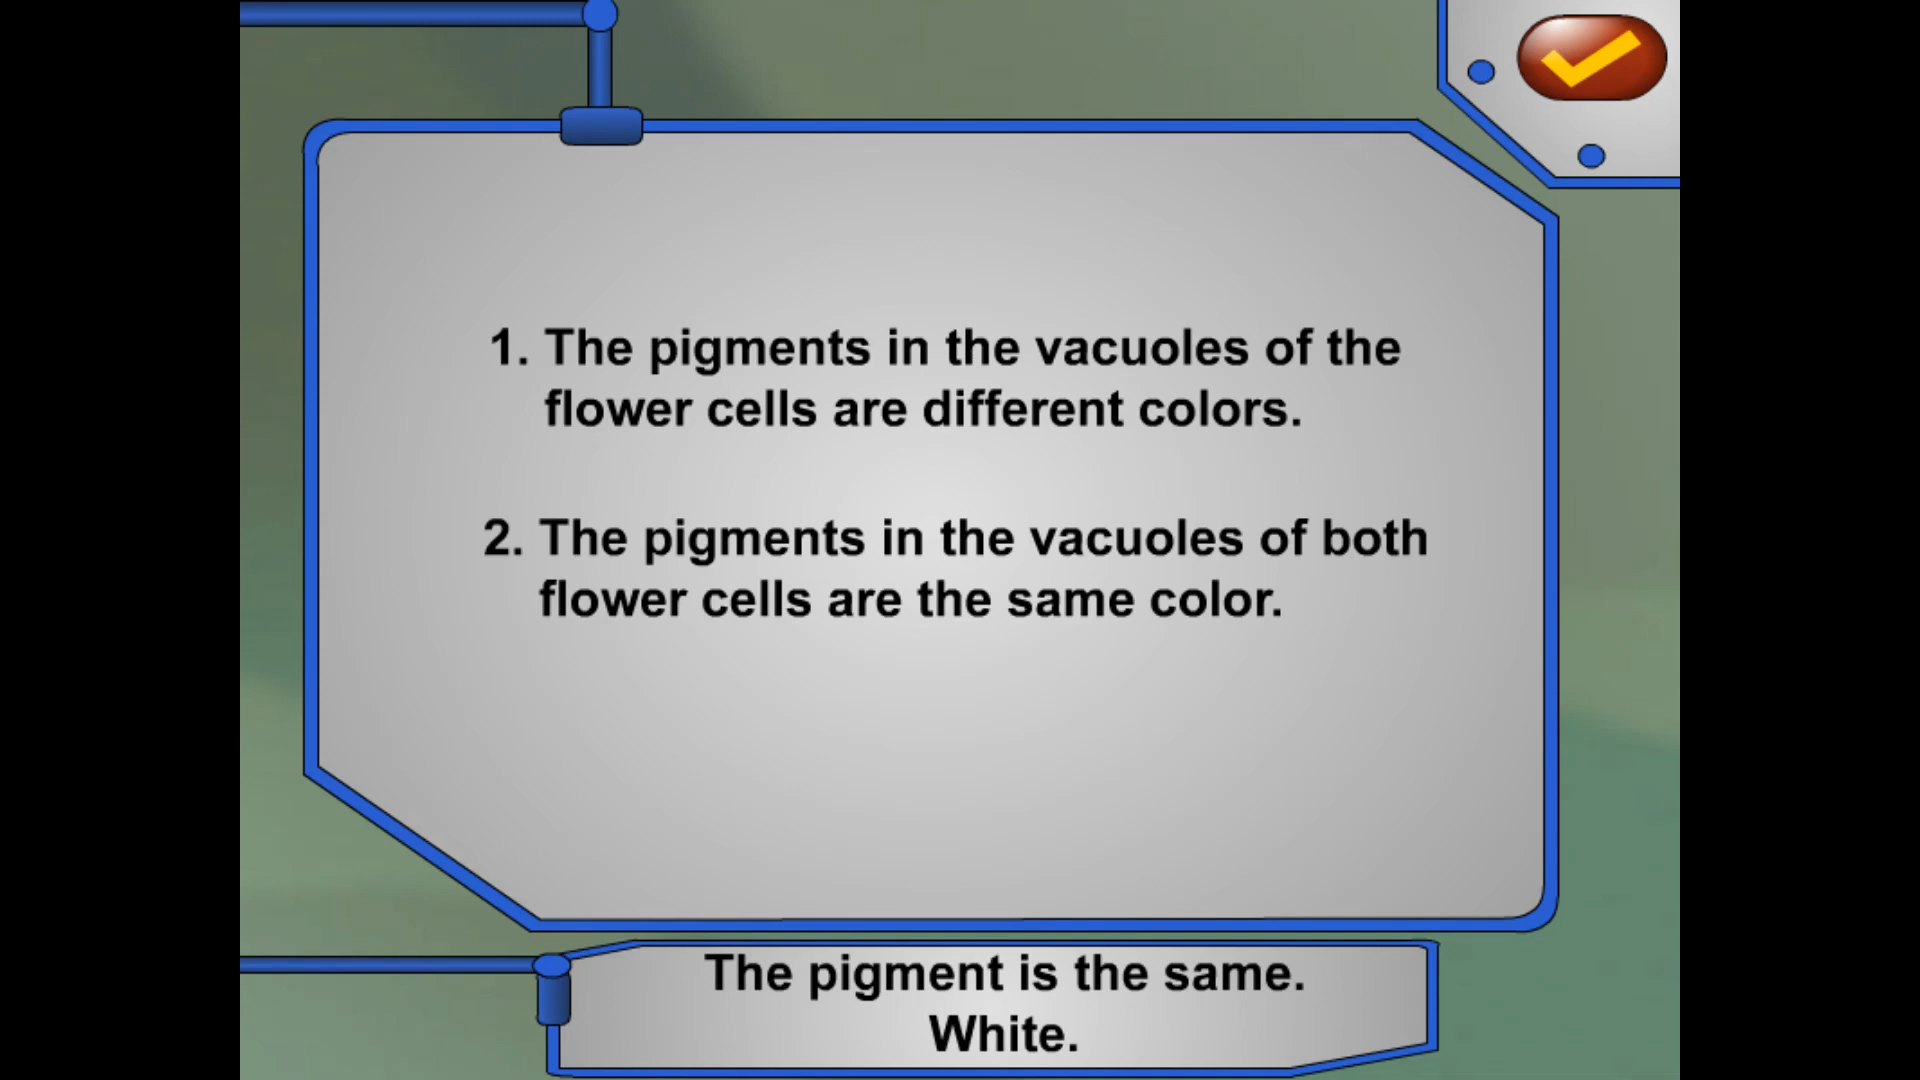 1. The pigments in the vacuoles of the
flower cells are different colors.
2. The pigments in the vacuoles of both
flower cells are the same color.
The pigment is the same.
White.